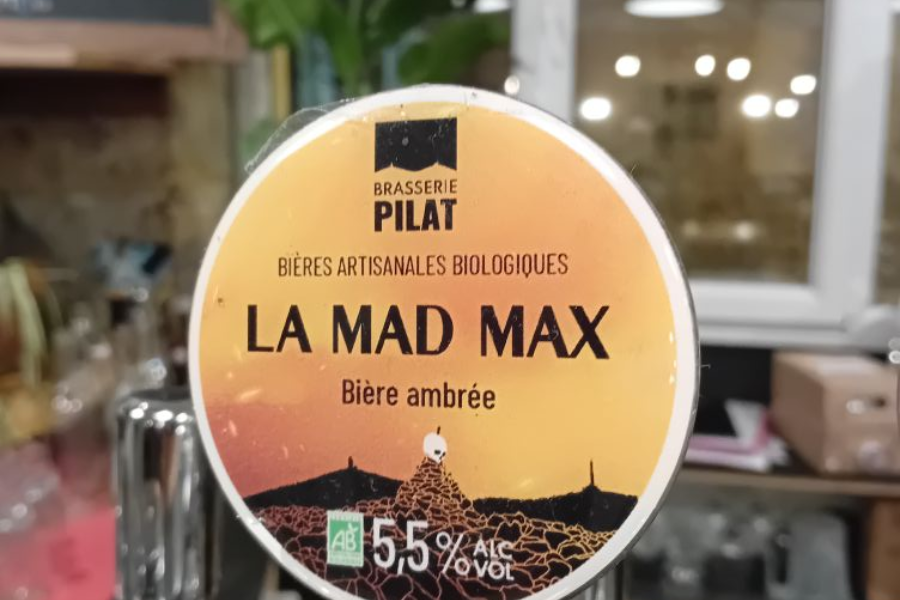 BRASSERIE
PILAT
BIÈRES ARTISANALES BIOLOGIQUES
LA MAD MAX
Bière ambrée
AB
5,5 % ALC
% VOL